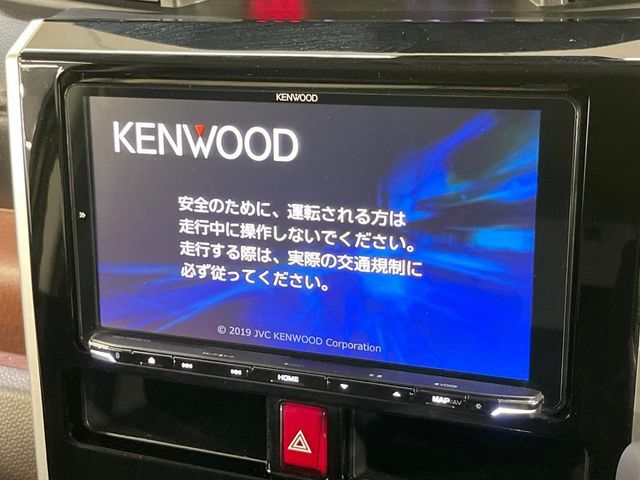 KENWOOD
KENWOOD
安全のために、運転される方は
走行中に操作しないでください。
走行する際は、実際の交通規制に
必ず従ってください。
© 2019 JVC KENWOOD Corporation
HOME
VOICE
MAP/AV